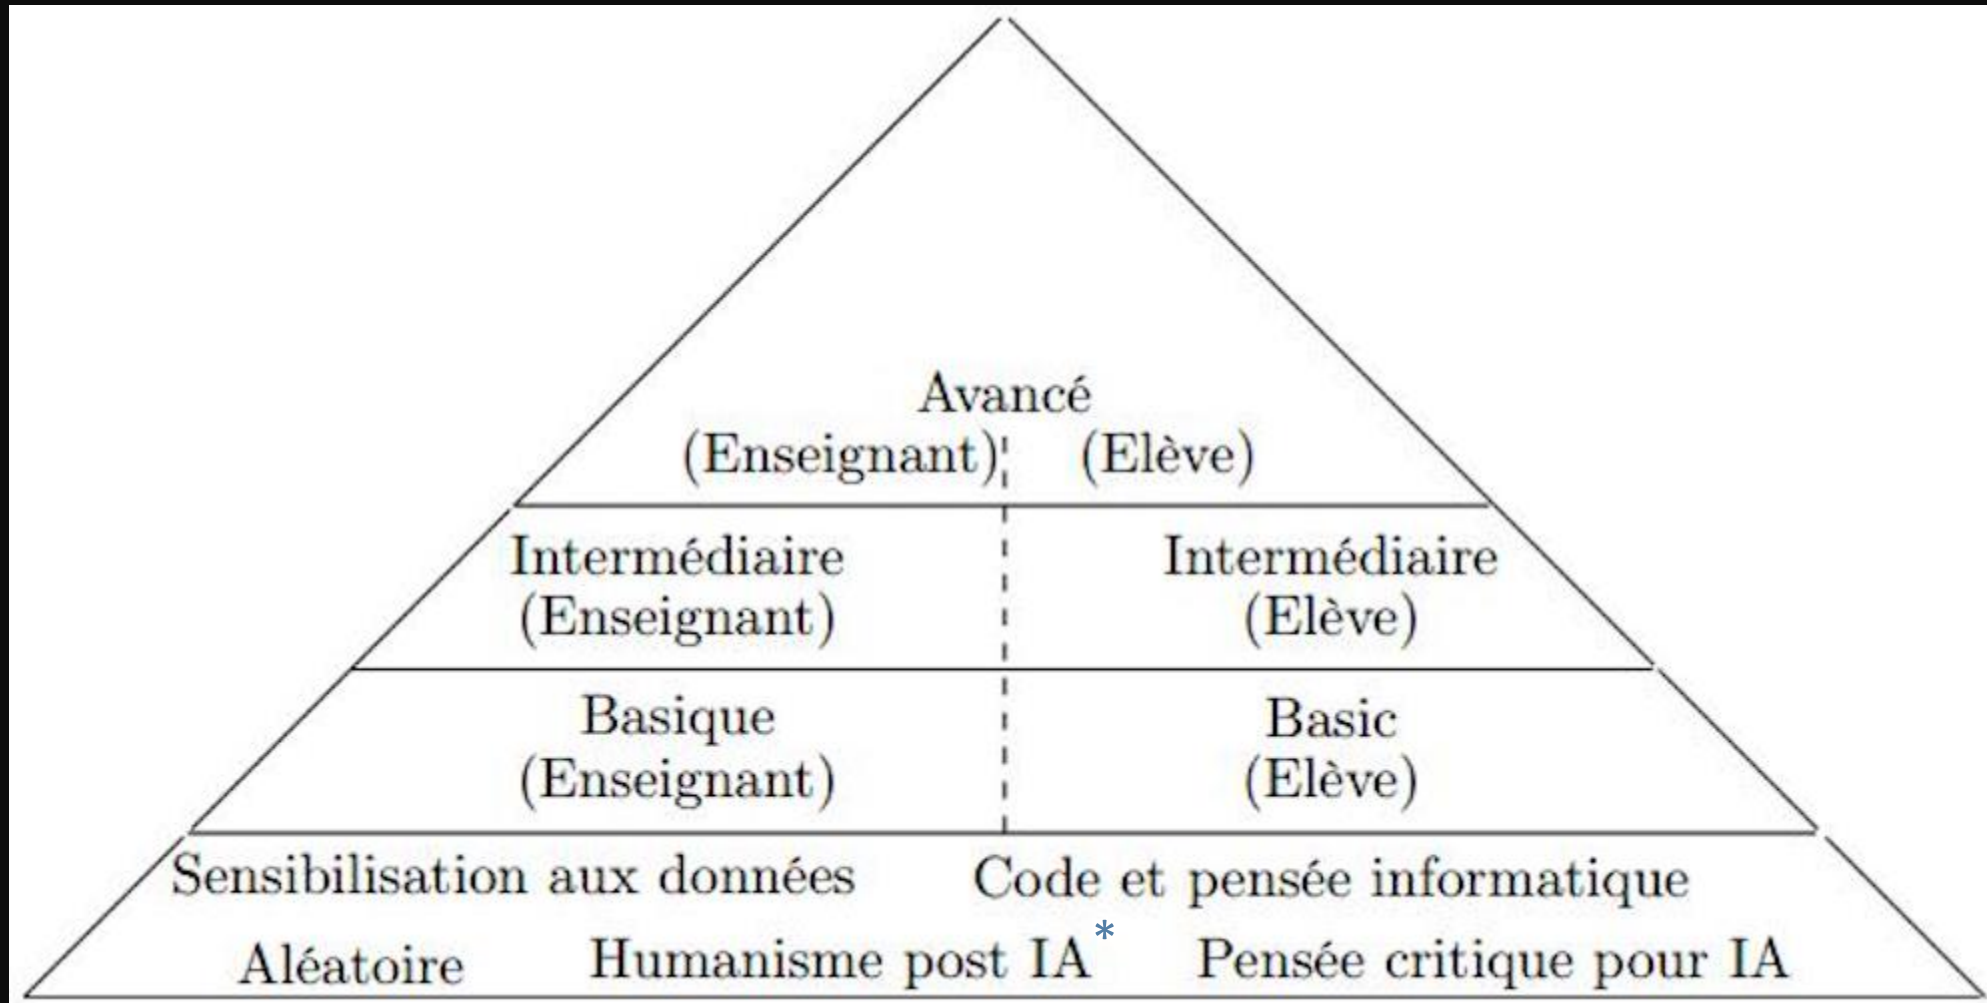 Avancé
(Enseignant) (Elève)
Intermédiaire Intermédiaire
(Enseignant) (Elève)
Basique Basic
(Enseignant) (Elève)
Sensibilisation aux données Code et pensée informatique
Aléatoire Humanisme post IA* Pensée critique pour IA